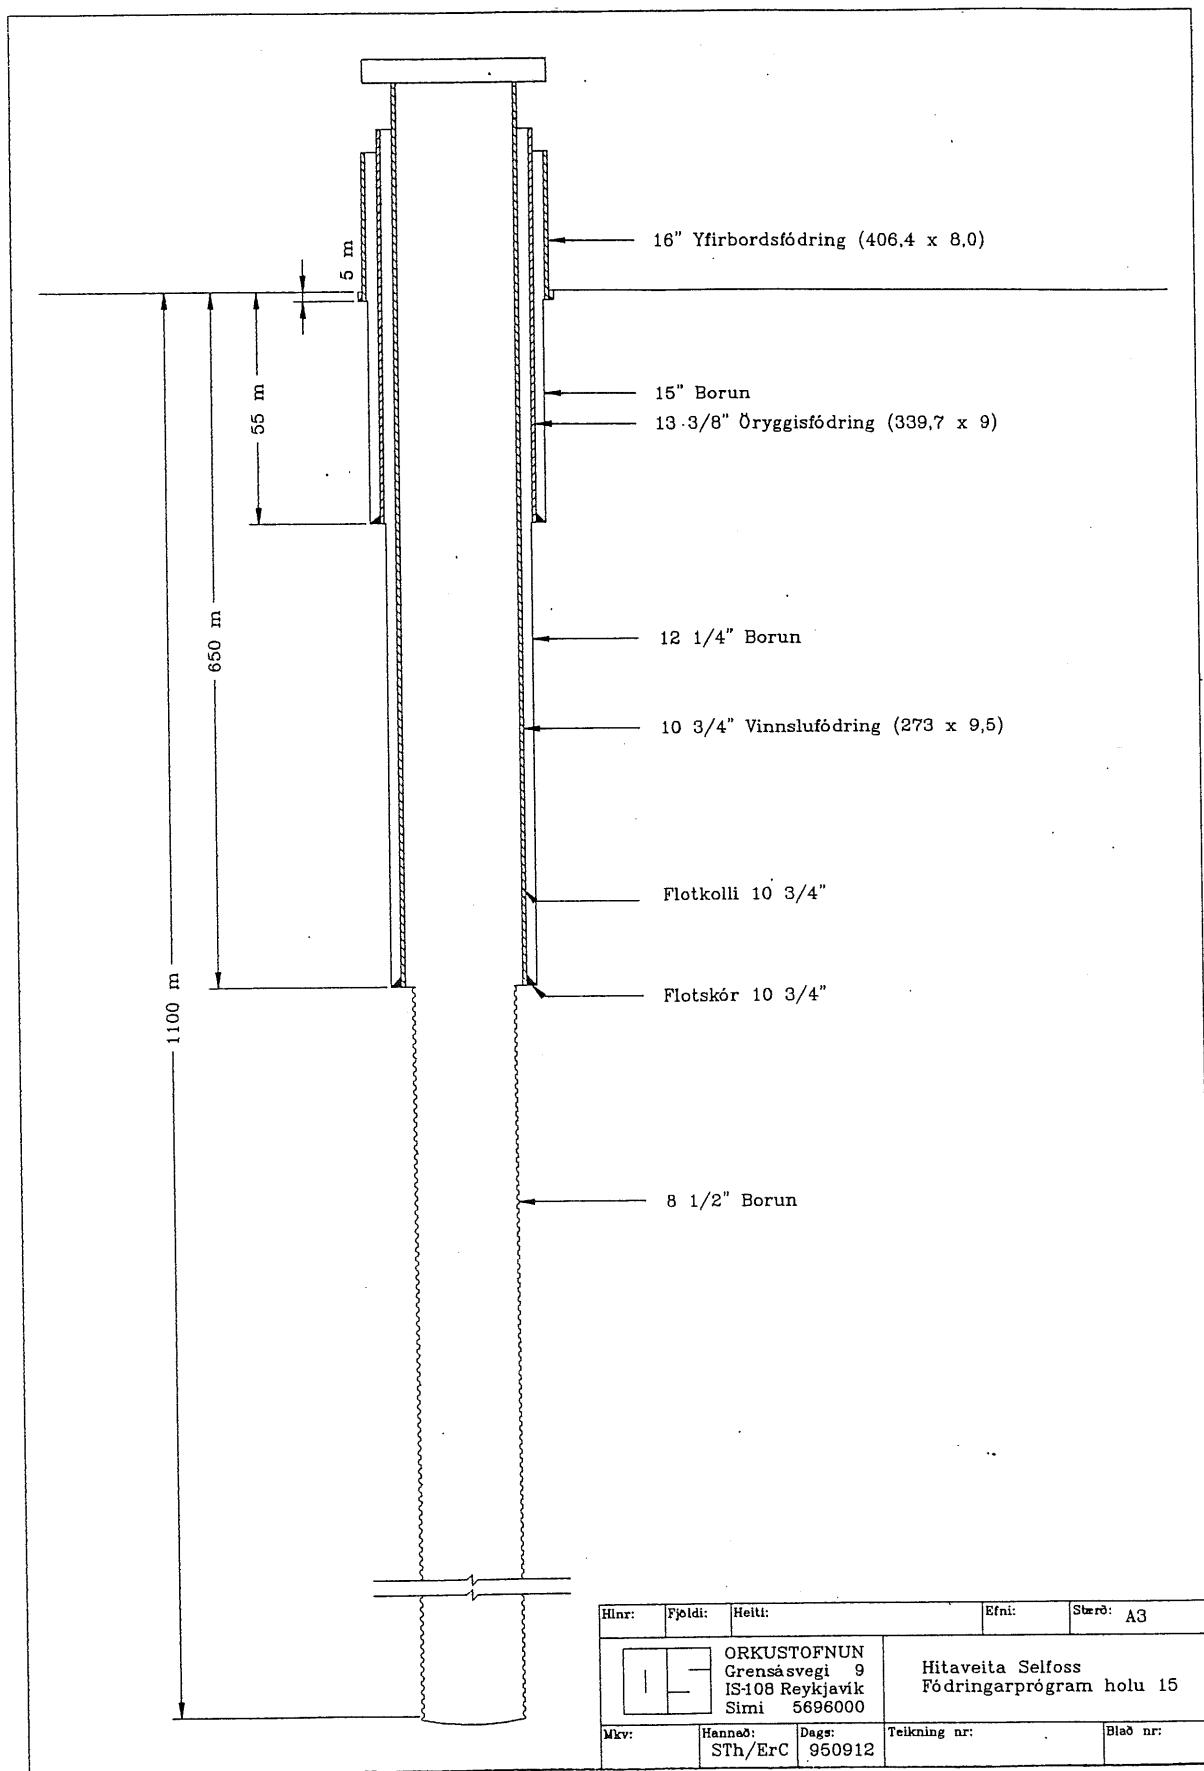 16" Yfirbordsfódring (406,4 x 8,0)
5 m
15" Borun
13 3/8" Öryggisfódring (339,7 x 9)
55 m
12 1/4" Borun
650 m
10 3/4" Vinnslufódring (273 x 9,5)
Flotkolli 10 3/4"
Flotskór 10 3/4"
1100 m
8 1/2" Borun
Hlnr: Fjöldi: Heiti: Efni: Stærð: A3
OS
ORKUSTOFNUN
Grensásvegi 9
IS-108 Reykjavík
Simi 5696000
Hitaveita Selfoss
Fódringarprógram holu 15
Mkv: Hannað: STh/ErC Dags: 950912 Teikning nr: Blað nr: